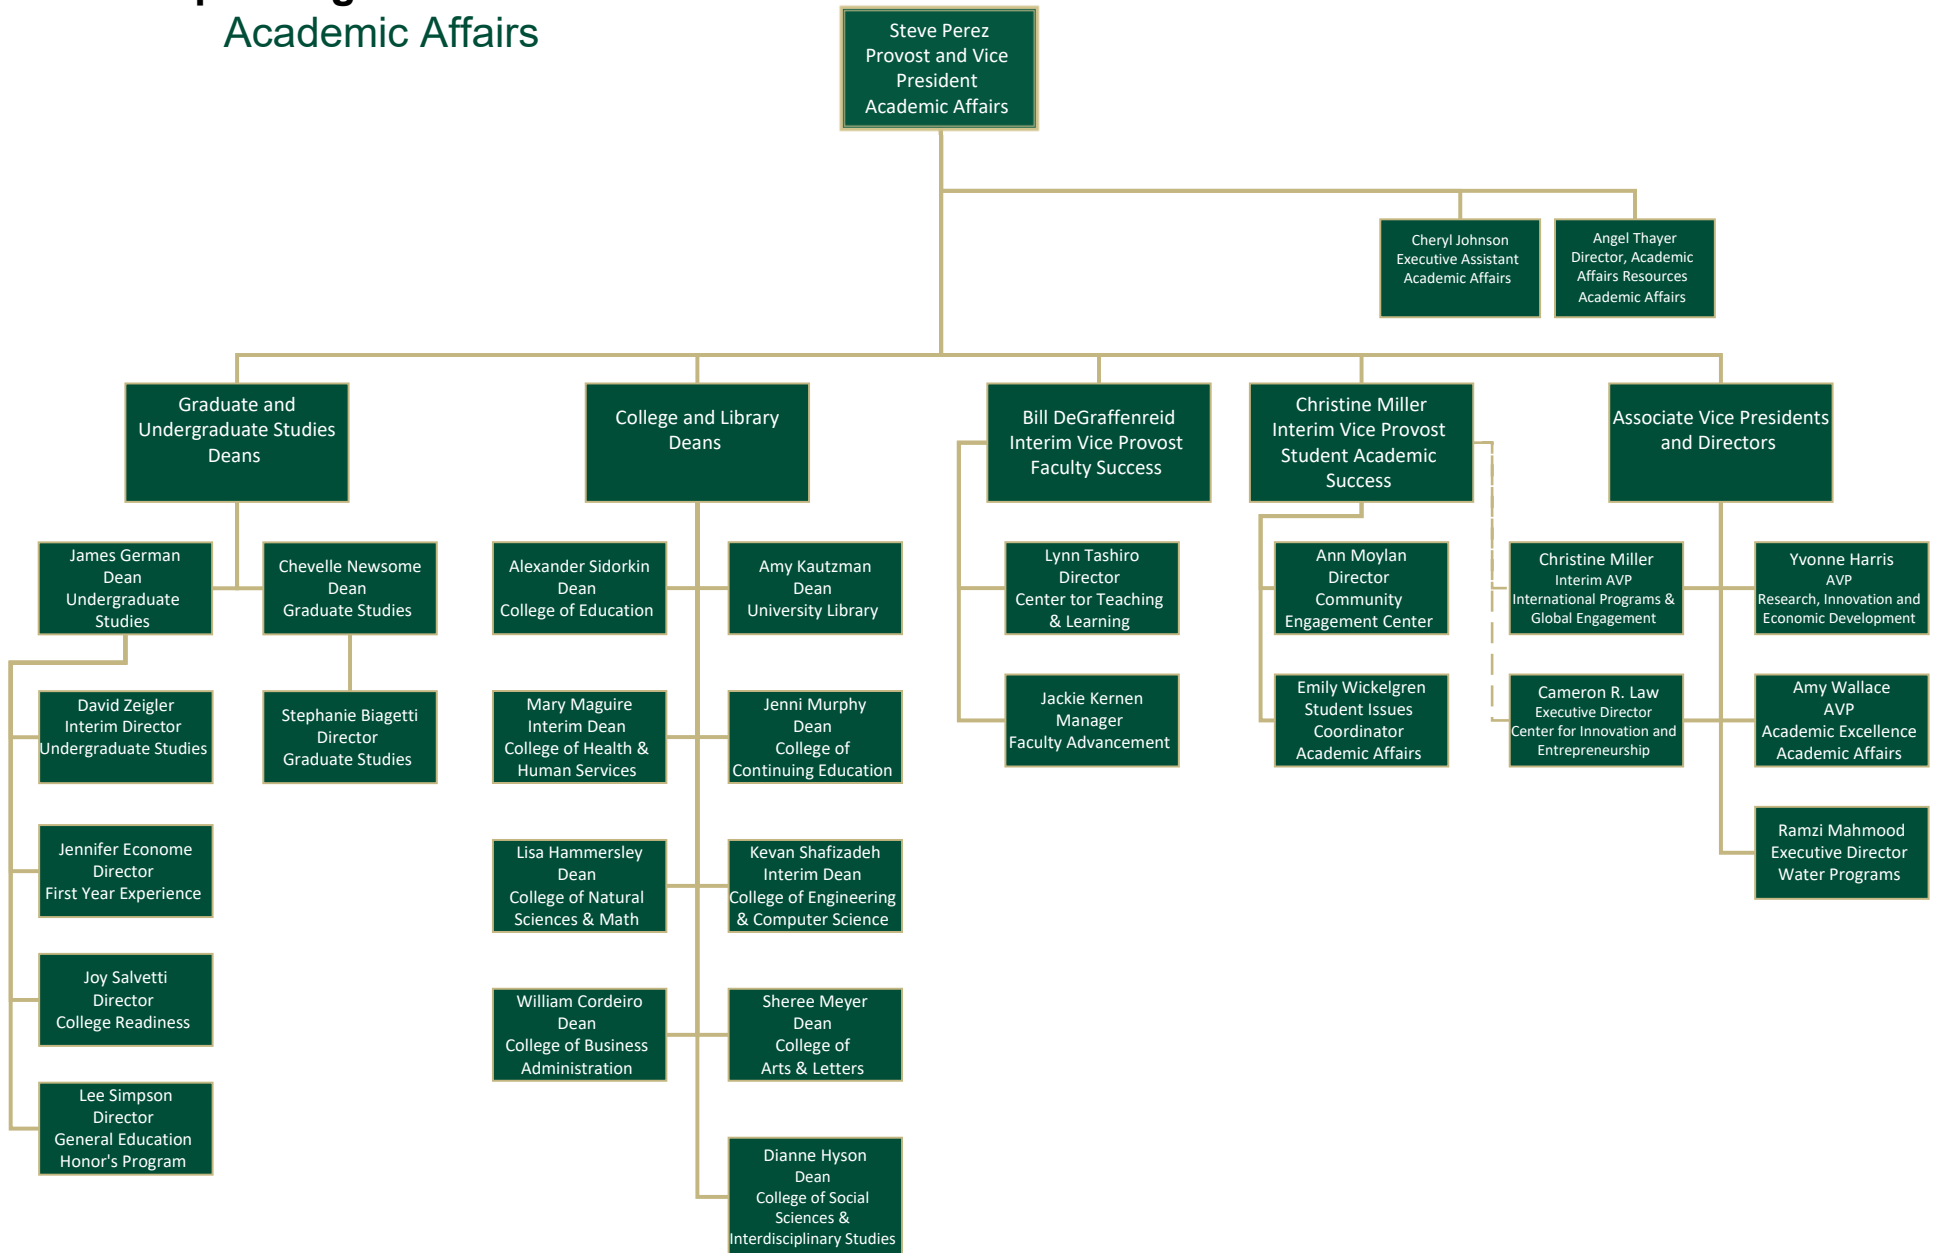 Academic Affairs
Steve Perez
Provost and Vice
President
Academic Affairs
Cheryl Johnson
Executive Assistant
Academic Affairs
Angel Thayer
Director, Academic
Affairs Resources
Academic Affairs
Graduate and
Undergraduate Studies
Deans
College and Library
Deans
Bill DeGraffenreid
Interim Vice Provost
Faculty Success
Christine Miller
Interim Vice Provost
Student Academic
Success
Associate Vice Presidents
and Directors
James German
Dean
Undergraduate
Studies
Chevelle Newsome
Dean
Graduate Studies
Alexander Sidorkin
Dean
College of Education
Amy Kautzman
Dean
University Library
Lynn Tashiro
Director
Center tor Teaching
& Learning
Ann Moylan
Director
Community
Engagement Center
Christine Miller
Interim AVP
International Programs &
Global Engagement
Yvonne Harris
AVP
Research, Innovation and
Economic Development
David Zeigler
Interim Director
Undergraduate Studies
Stephanie Biagetti
Director
Graduate Studies
Mary Maguire
Interim Dean
College of Health &
Human Services
Jenni Murphy
Dean
College of
Continuing Education
Jackie Kernen
Manager
Faculty Advancement
Emily Wickelgren
Student Issues
Coordinator
Academic Affairs
Cameron R. Law
Executive Director
Center for Innovation and
Entrepreneurship
Amy Wallace
AVP
Academic Excellence
Academic Affairs
Jennifer Econome
Director
First Year Experience
Lisa Hammersley
Dean
College of Natural
Sciences & Math
Kevan Shafizadeh
Interim Dean
College of Engineering
& Computer Science
Ramzi Mahmood
Executive Director
Water Programs
Joy Salvetti
Director
College Readiness
William Cordeiro
Dean
College of Business
Administration
Sheree Meyer
Dean
College of
Arts & Letters
Lee Simpson
Director
General Education
Honor's Program
Dianne Hyson
Dean
College of Social
Sciences &
Interdisciplinary Studies